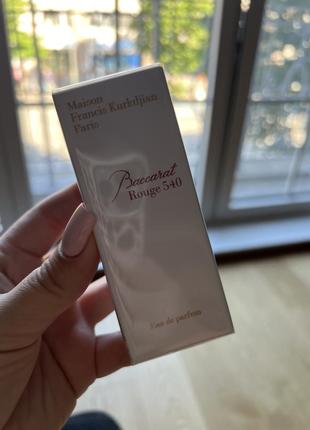 Maison
Francis Kurkdjian
Paris
Baccarat
Rouge 540
Eau de parfum